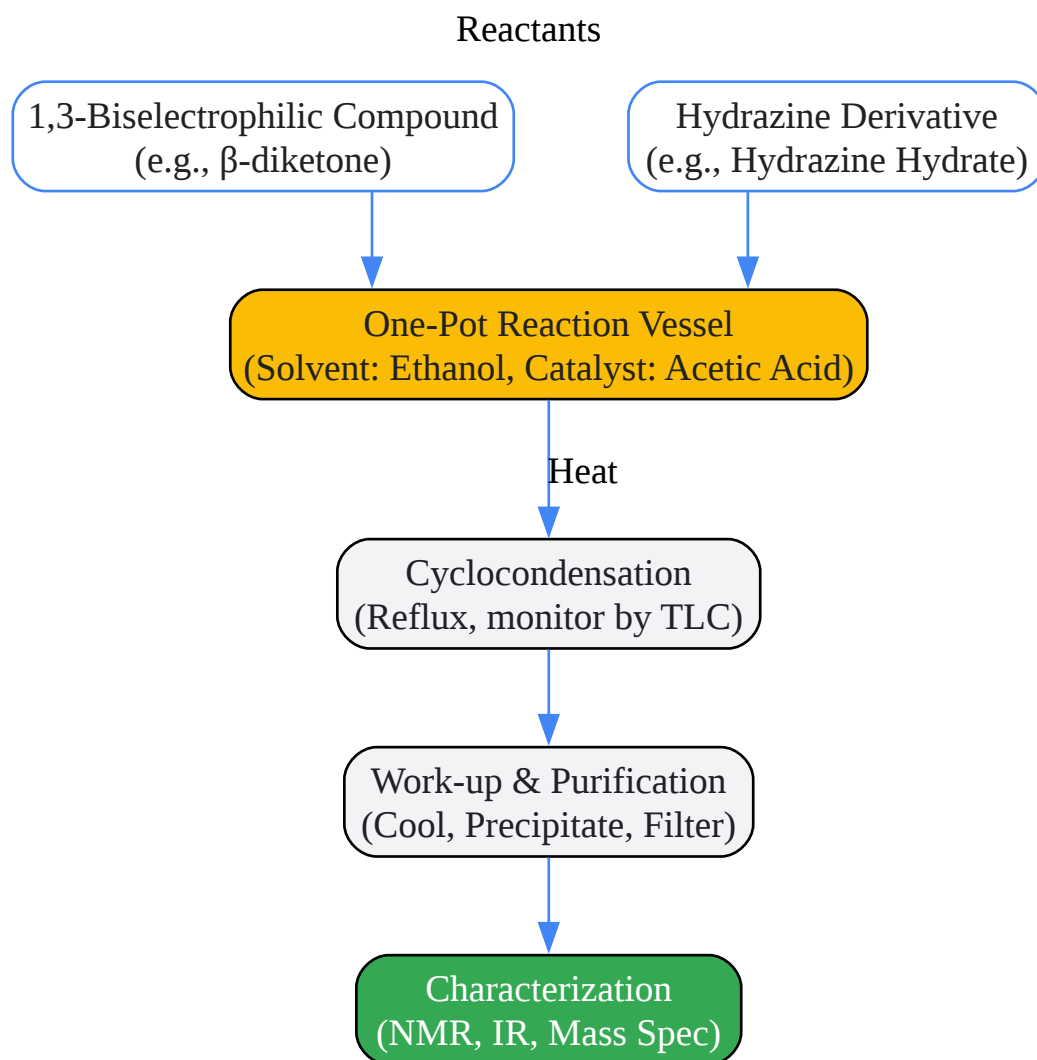 Reactants
1,3-Biselectrophilic Compound
(e.g., β-diketone)
Hydrazine Derivative
(e.g., Hydrazine Hydrate)
One-Pot Reaction Vessel
(Solvent: Ethanol, Catalyst: Acetic Acid)
Heat
Cyclocondensation
(Reflux, monitor by TLC)
Work-up & Purification
(Cool, Precipitate, Filter)
Characterization
(NMR, IR, Mass Spec)